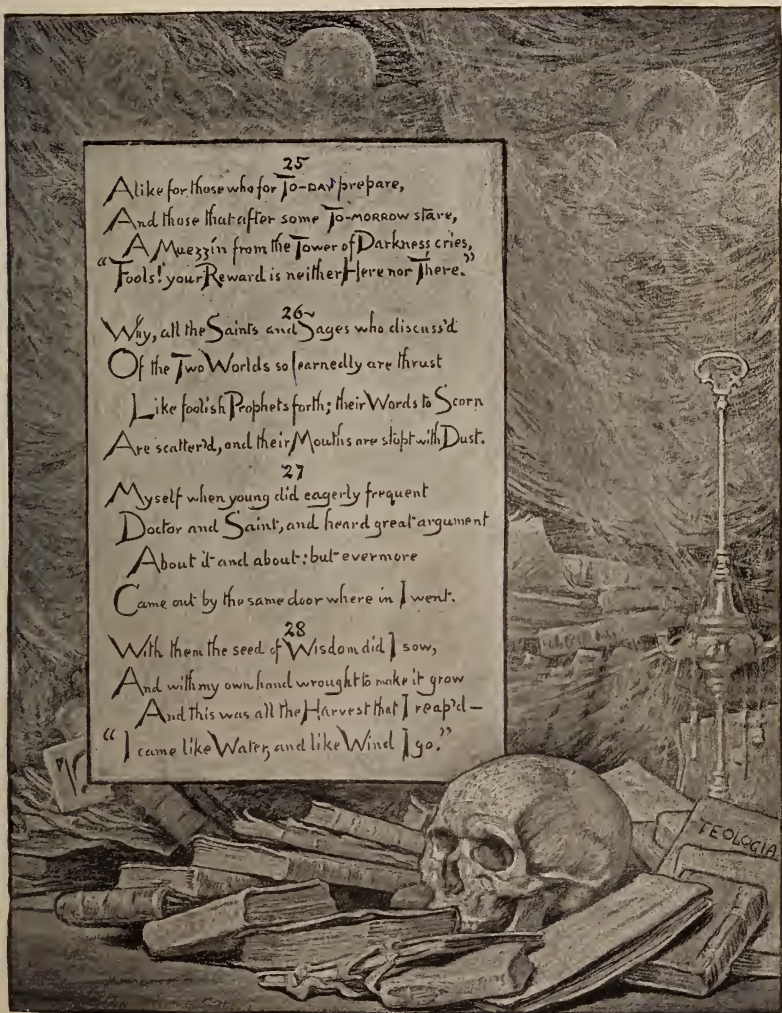 25
Alike for those who for TO-DAY prepare,
And those that after some TO-MORROW stare,
A Muezzín from the Tower of Darkness cries,
“Fools! your Reward is neither Here nor There.”
26
Why, all the Saints and Sages who discuss'd
Of the Two Worlds so learnedly are thrust
Like foolish Prophets forth; their Words to Scorn
Are scatter'd, and their Mouths are stopt with Dust.
27
Myself when young did eagerly frequent
Doctor and Saint, and heard great argument
About it and about: but evermore
Came out by the same door where in I went.
28
With them the seed of Wisdom did I sow,
And with my own hand wrought to make it grow
And this was all the Harvest that I reap'd—
“I came like Water, and like Wind I go.”
TEOLOGIA